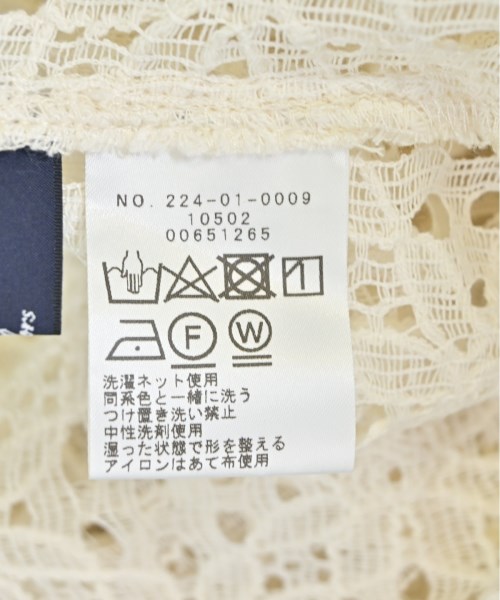 NO. 224-01-0009
10502
00651265
F W
洗濯ネット使用
同系色と一緒に洗う
つけ置き洗い禁止
中性洗剤使用
湿った状態で形を整える
アイロンはあて布使用